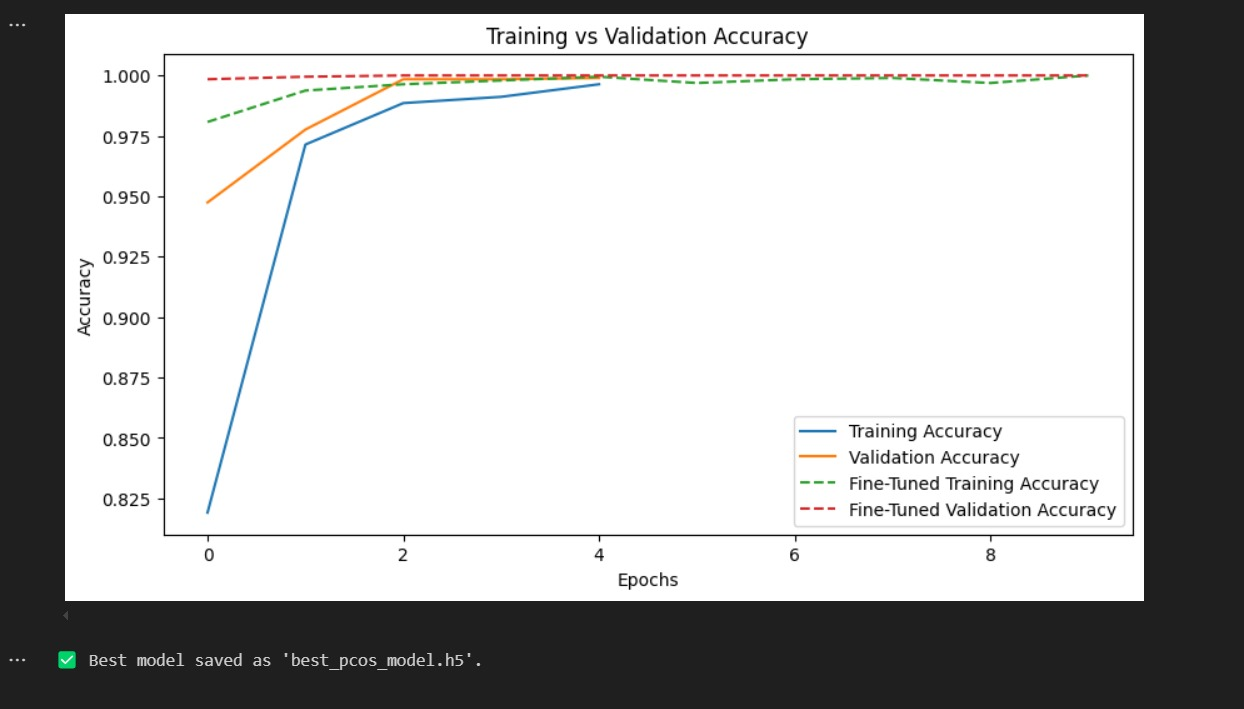 ...
Training vs Validation Accuracy
1.000
0.975
0.950
0.925
0.900
0.875
0.850
0.825
Accuracy
Training Accuracy
Validation Accuracy
Fine-Tuned Training Accuracy
Fine-Tuned Validation Accuracy
0 2 4 6 8
Epochs
...
✅ Best model saved as 'best_pcos_model.h5'.